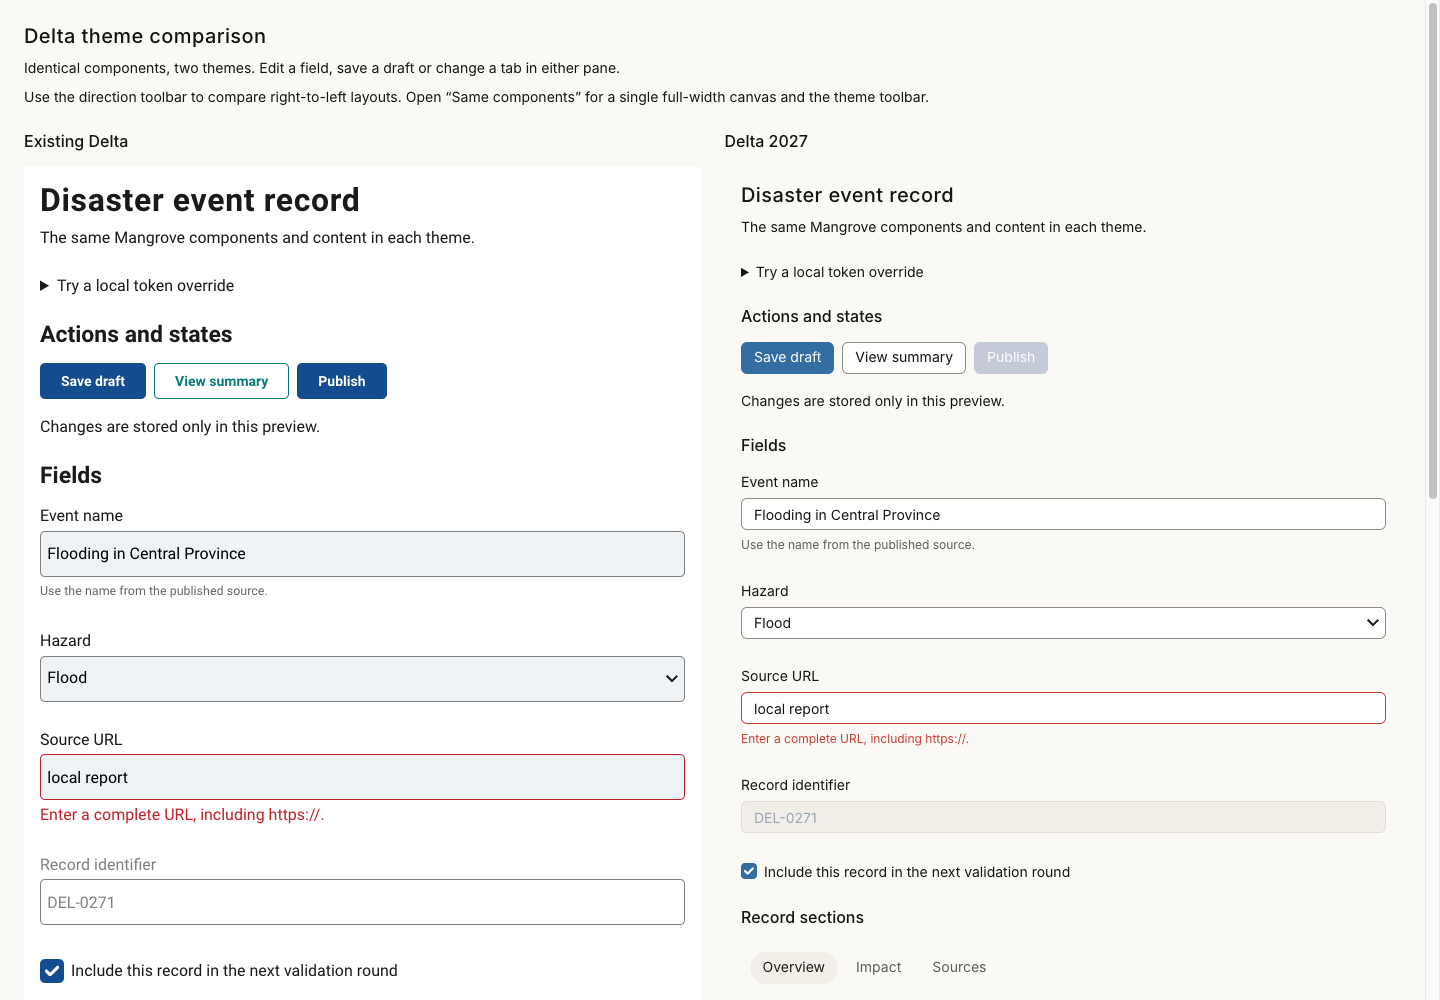 Delta theme comparison
Identical components, two themes. Edit a field, save a draft or change a tab in either pane.
Use the direction toolbar to compare right-to-left layouts. Open “Same components” for a single full-width canvas and the theme toolbar.
Existing Delta
Disaster event record
The same Mangrove components and content in each theme.
Try a local token override
Actions and states
Save draft
View summary
Publish
Changes are stored only in this preview.
Fields
Event name
Flooding in Central Province
Use the name from the published source.
Hazard
Flood
Source URL
local report
Enter a complete URL, including https://.
Record identifier
DEL-0271
Include this record in the next validation round
Delta 2027
Disaster event record
The same Mangrove components and content in each theme.
Try a local token override
Actions and states
Save draft
View summary
Publish
Changes are stored only in this preview.
Fields
Event name
Flooding in Central Province
Use the name from the published source.
Hazard
Flood
Source URL
local report
Enter a complete URL, including https://.
Record identifier
DEL-0271
Include this record in the next validation round
Record sections
Overview
Impact
Sources